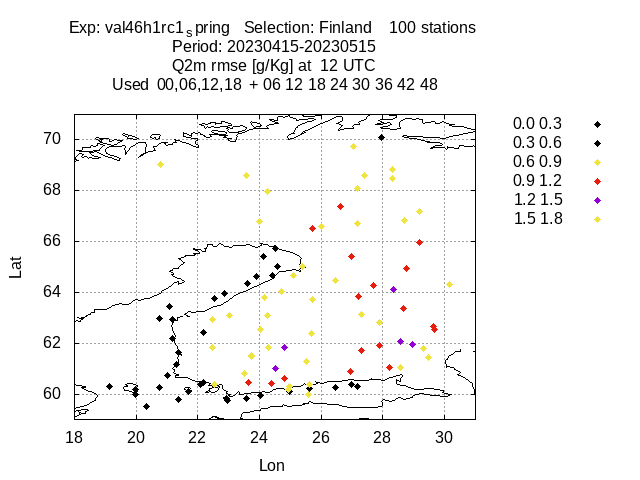 Exp: val46h1rc1spring Selection: Finland 100 stations
Period: 20230415-20230515
Q2m rmse [g/Kg] at 12 UTC
Used 00,06,12,18 + 06 12 18 24 30 36 42 48
0.0 0.3
0.3 0.6
0.6 0.9
0.9 1.2
1.2 1.5
1.5 1.8
70
68
66
64
62
60
Lat
18 20 22 24 26 28 30
Lon